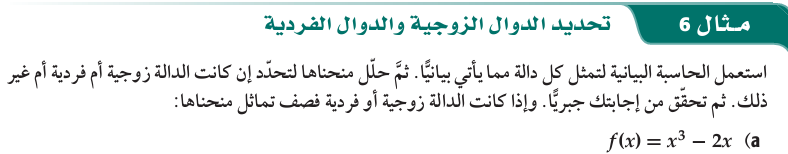 مثال 6 تحديد الدوال الزوجية والدوال الفردية
استعمل الحاسبة البيانية لتمثل كل دالة مما يأتي بيانيًّا. ثمَّ حلّل منحناها لتحدّد إن كانت الدالة زوجية أم فردية أم غير
ذلك. ثم تحقّق من إجابتك جبريًّا. وإذا كانت الدالة زوجية أو فردية فصف تماثل منحناها:
a) f(x) = x³ − 2x